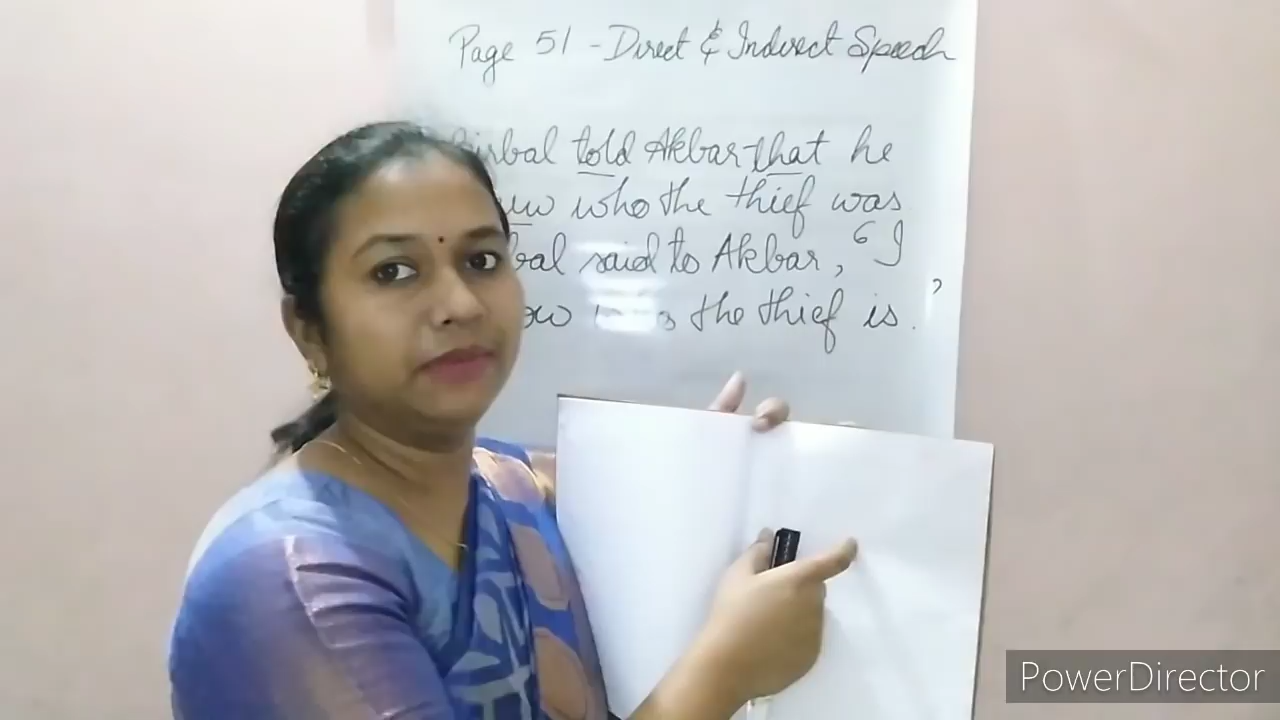 Page 51 - Direct & Indirect Speech
told Akbar that he
who the thief was
said to Akbar, ‘ I
the thief is. ’
PowerDirector